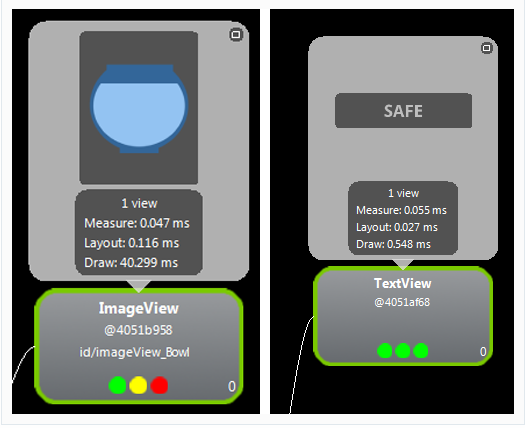 1 view
Measure: 0.047 ms
Layout: 0.116 ms
Draw: 40.299 ms
ImageView
@4051b958
id/imageView_Bowl
0
SAFE
1 view
Measure: 0.055 ms
Layout: 0.027 ms
Draw: 0.548 ms
TextView
@4051af68
0